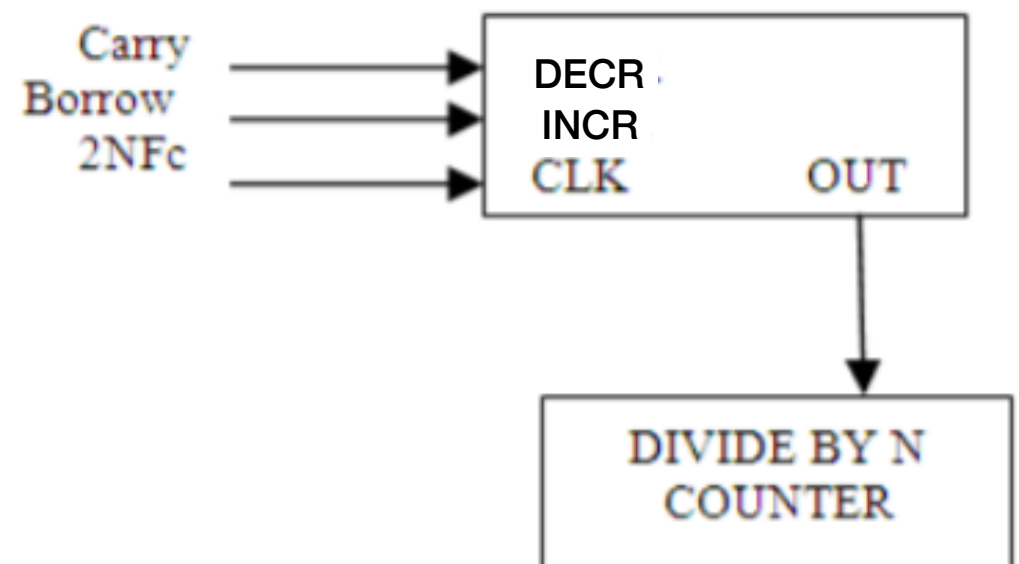 Carry
Borrow
2NFc
DECR
INCR
CLK OUT
DIVIDE BY N
COUNTER